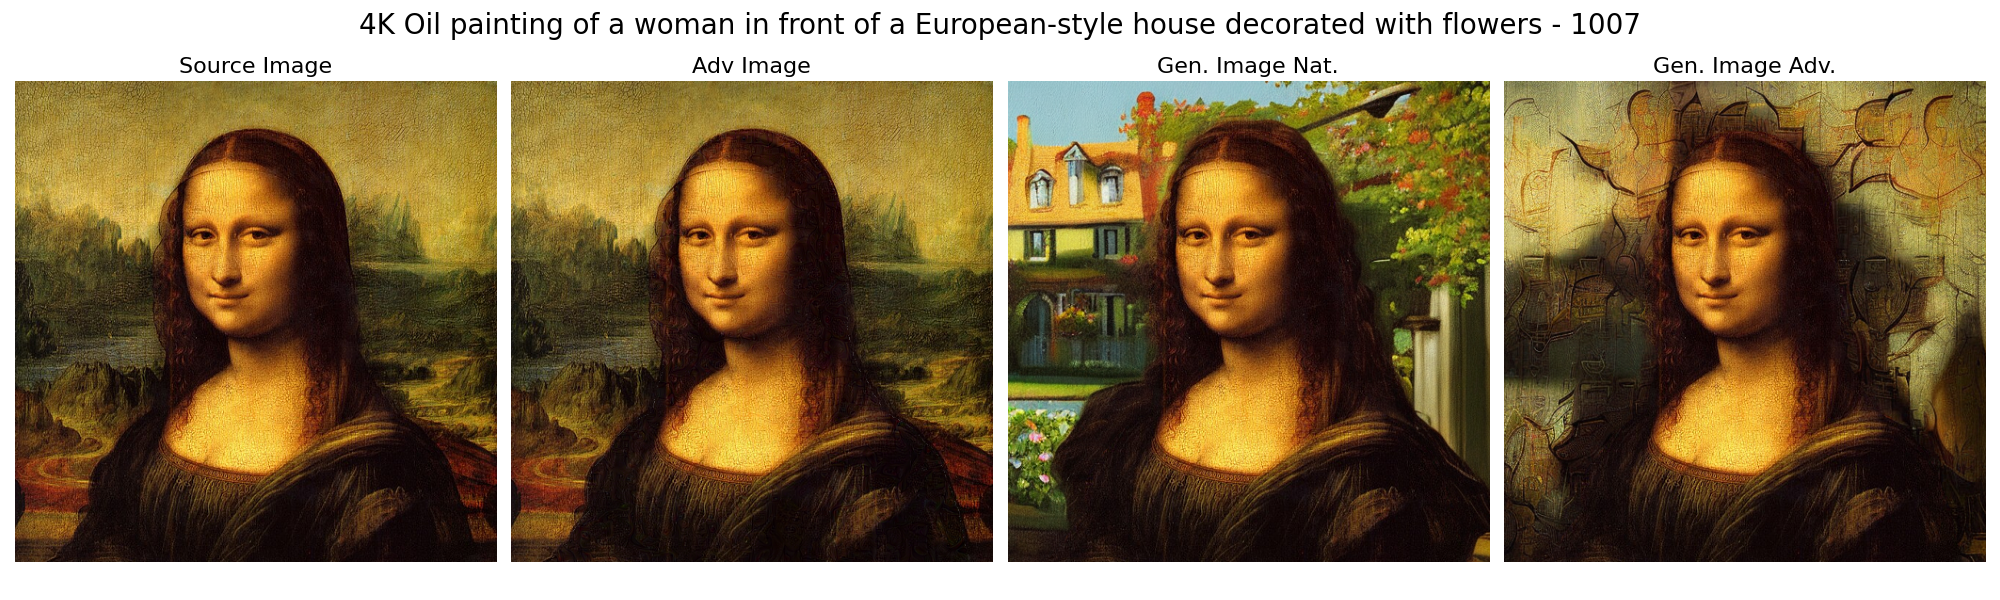 4K Oil painting of a woman in front of a European-style house decorated with flowers - 1007
Source Image
Adv Image
Gen. Image Nat.
Gen. Image Adv.